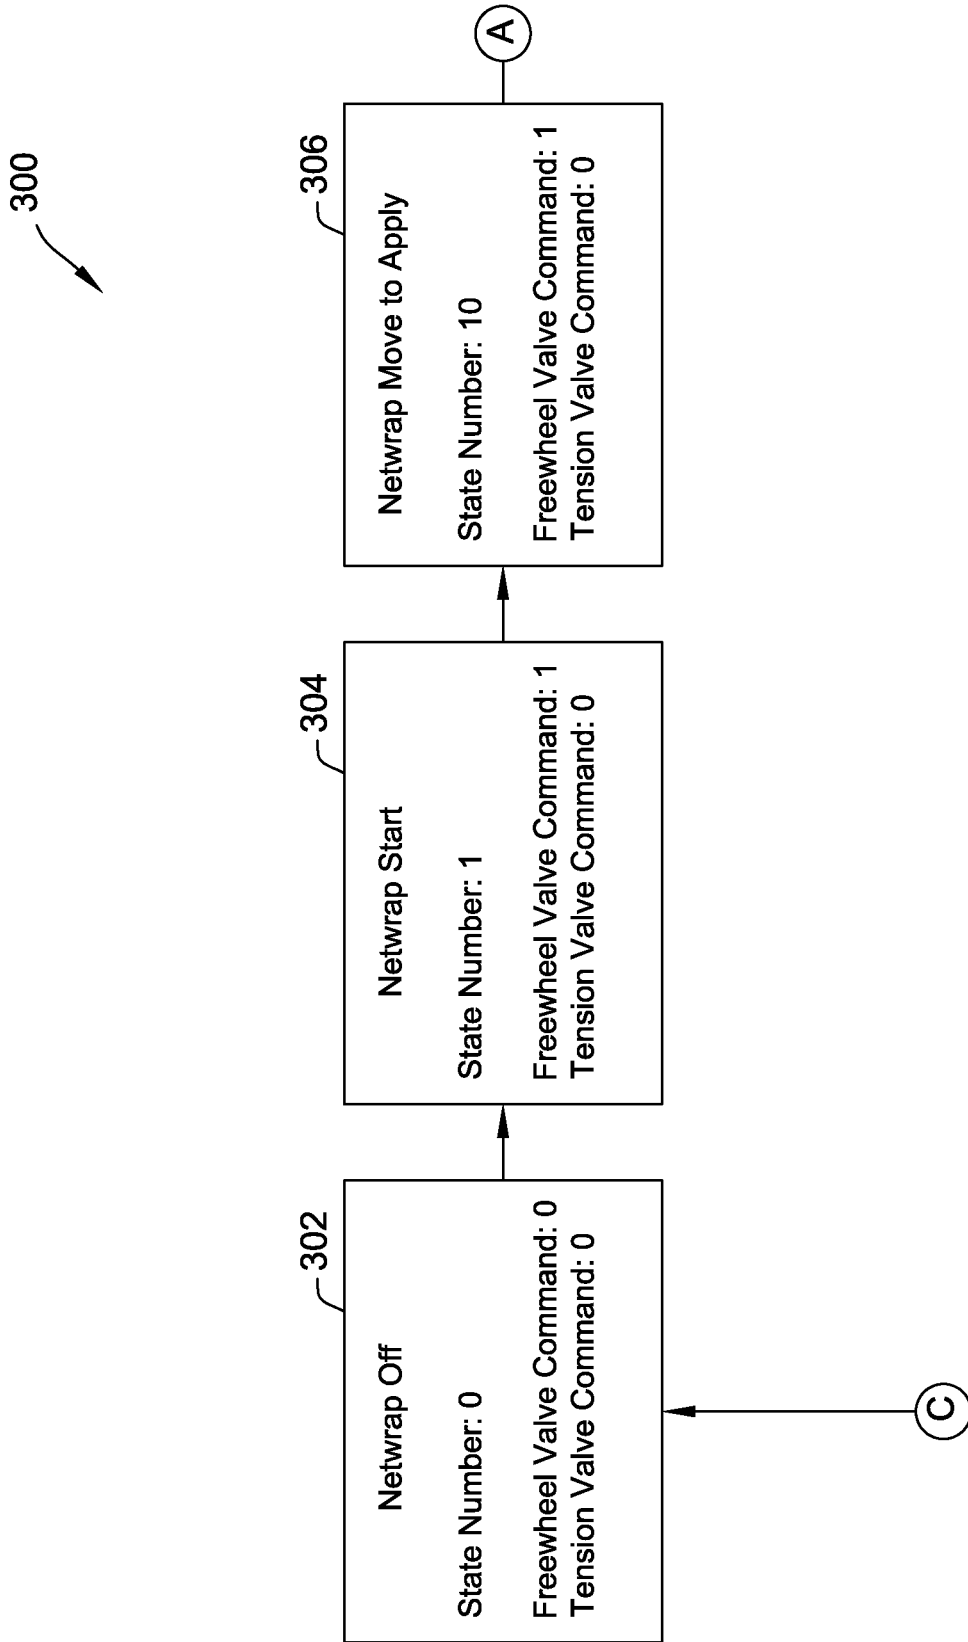 300
302
Netwrap Off
State Number: 0
Freewheel Valve Command: 0
Tension Valve Command: 0
304
Netwrap Start
State Number: 1
Freewheel Valve Command: 1
Tension Valve Command: 0
306
Netwrap Move to Apply
State Number: 10
Freewheel Valve Command: 1
Tension Valve Command: 0
A
C